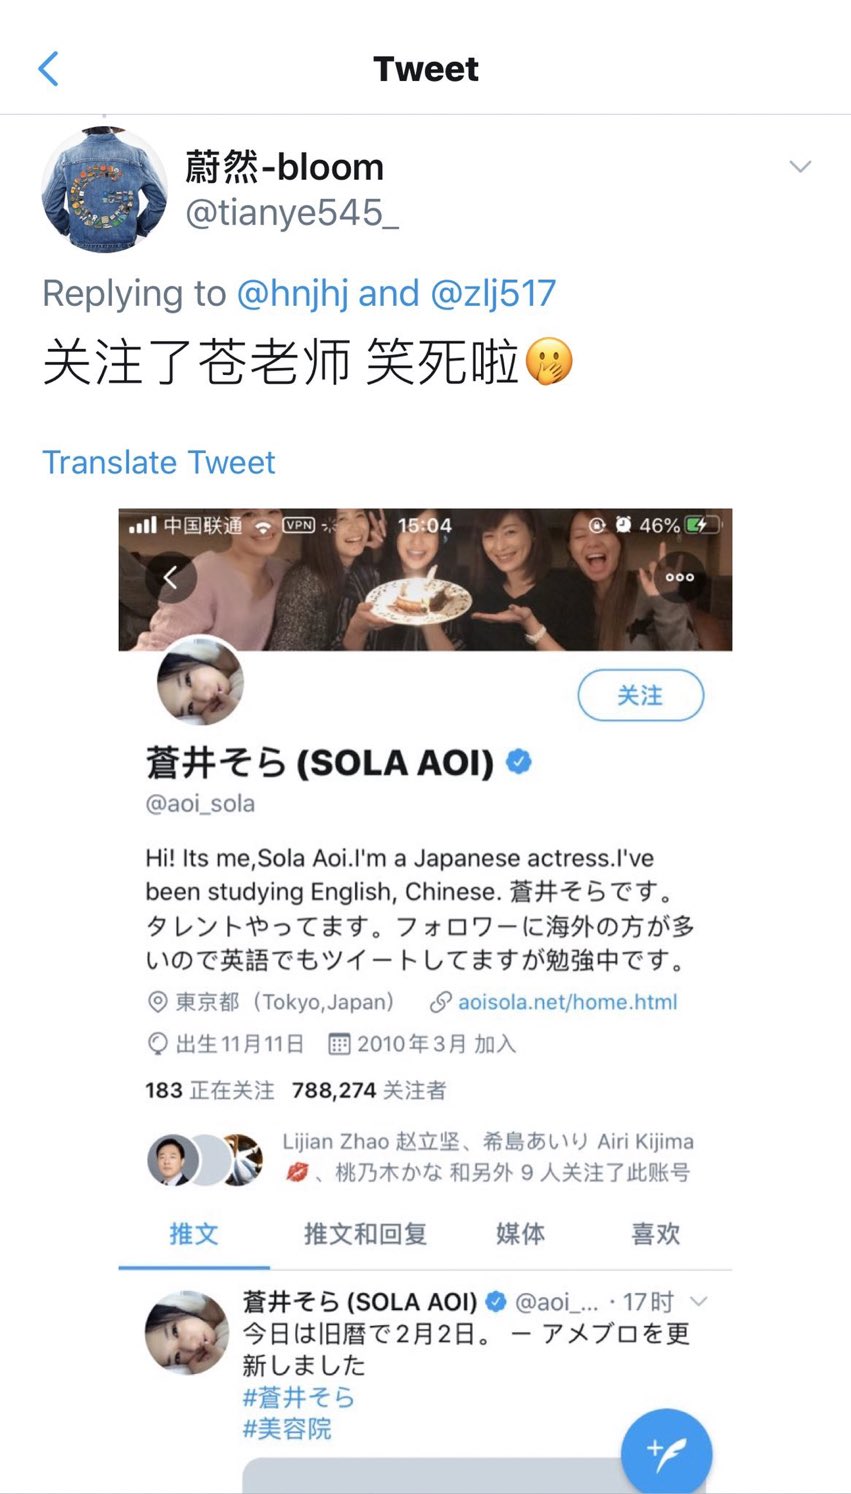 Tweet
蔚然-bloom
@tianye545_
Replying to @hnjhj and @zlj517
关注了苍老师 笑死啦🤭
Translate Tweet
中国联通 VPN 15:04 46%
关注
蒼井そら (SOLA AOI)
@aoi_sola
Hi! Its me,Sola Aoi.I'm a Japanese actress.I've
been studying English, Chinese. 蒼井そらです。
タレントやってます。フォロワーに海外の方が多
いので英語でもツイートしてますが勉強中です。
東京都（Tokyo,Japan） aoisola.net/home.html
出生11月11日 2010年3月 加入
183 正在关注 788,274 关注者
Lijian Zhao 赵立坚、希島あいり Airi Kijima
💋、桃乃木かな 和另外 9 人关注了此账号
推文 推文和回复 媒体 喜欢
蒼井そら (SOLA AOI) @aoi_... · 17时
今日は旧暦で2月2日。 ー アメブロを更
新しました
#蒼井そら
#美容院